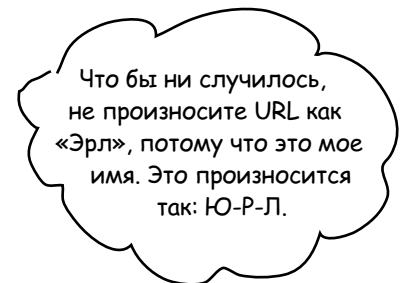 Что бы ни случилось,
не произносите URL как
«Эрл», потому что это мое
имя. Это произносится
так: Ю-Р-Л.